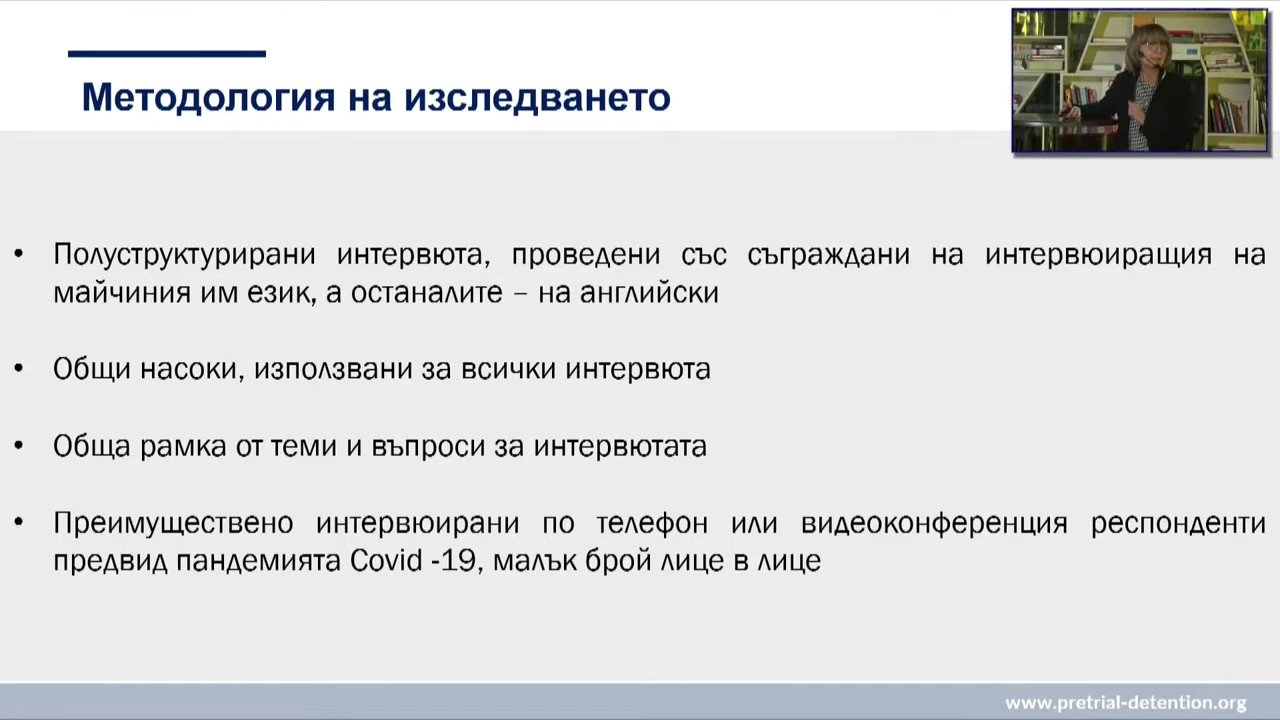 Методология на изследването
• Полуструктурирани интервюта, проведени със съграждани на интервюиращия на
майчиния им език, а останалите – на английски
• Общи насоки, използвани за всички интервюта
• Обща рамка от теми и въпроси за интервютата
• Преимуществено интервюирани по телефон или видеоконференция респонденти
предвид пандемията Covid -19, малък брой лице в лице
www.pretrial-detention.org